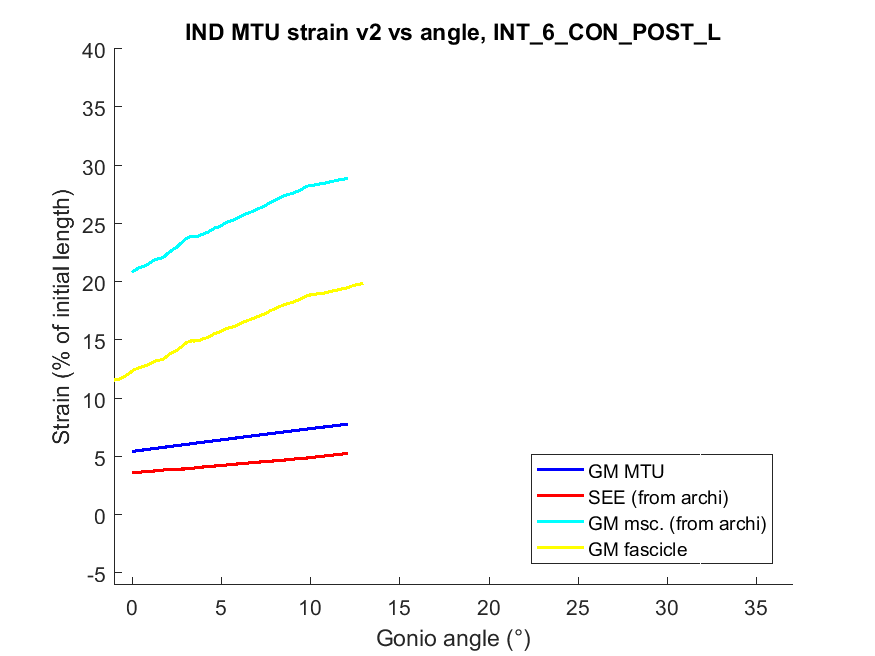 IND MTU strain v2 vs angle, INT_6_CON_POST_L
40
35
30
25
20
15
10
5
0
-5
Strain (% of initial length)
0 5 10 15 20 25 30 35
Gonio angle (°)
GM MTU
SEE (from archi)
GM msc. (from archi)
GM fascicle